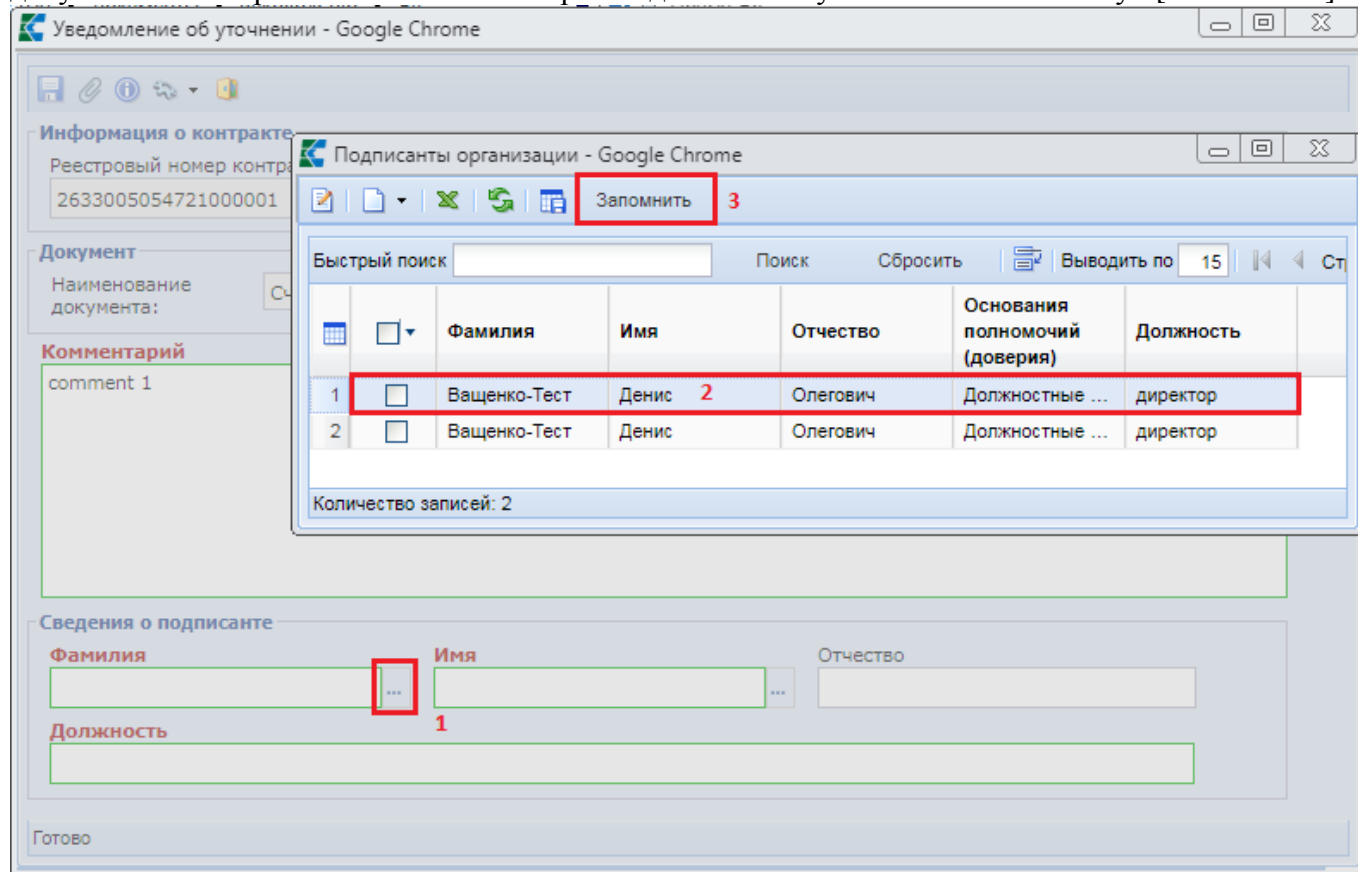 Уведомление об уточнении - Google Chrome
Информация о контракте
Реестровый номер контра
2633005054721000001
Документ
Наименование
документа:
Сч
Комментарий
comment 1
Подписанты организации - Google Chrome
Запомнить
3
Быстрый поиск
Поиск
Сбросить
Выводить по
15
Ст
Фамилия
Имя
Отчество
Основания
полномочий
(доверия)
Должность
1 Ващенко-Тест Денис 2 Олегович Должностные ... директор
2 Ващенко-Тест Денис Олегович Должностные ... директор
Количество записей: 2
Сведения о подписанте
Фамилия
Имя
Отчество
...
...
1
Должность
Готово